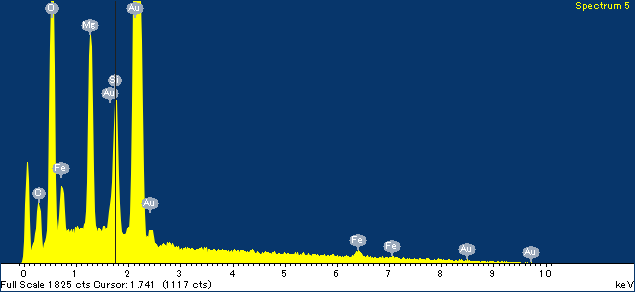 Spectrum 5
O
Au
Mg
Si
Au
Fe
O
Au
Fe
Fe
Au
Au
0 1 2 3 4 5 6 7 8 9 10
Full Scale 1825 cts Cursor: 1.741 (1117 cts)
keV